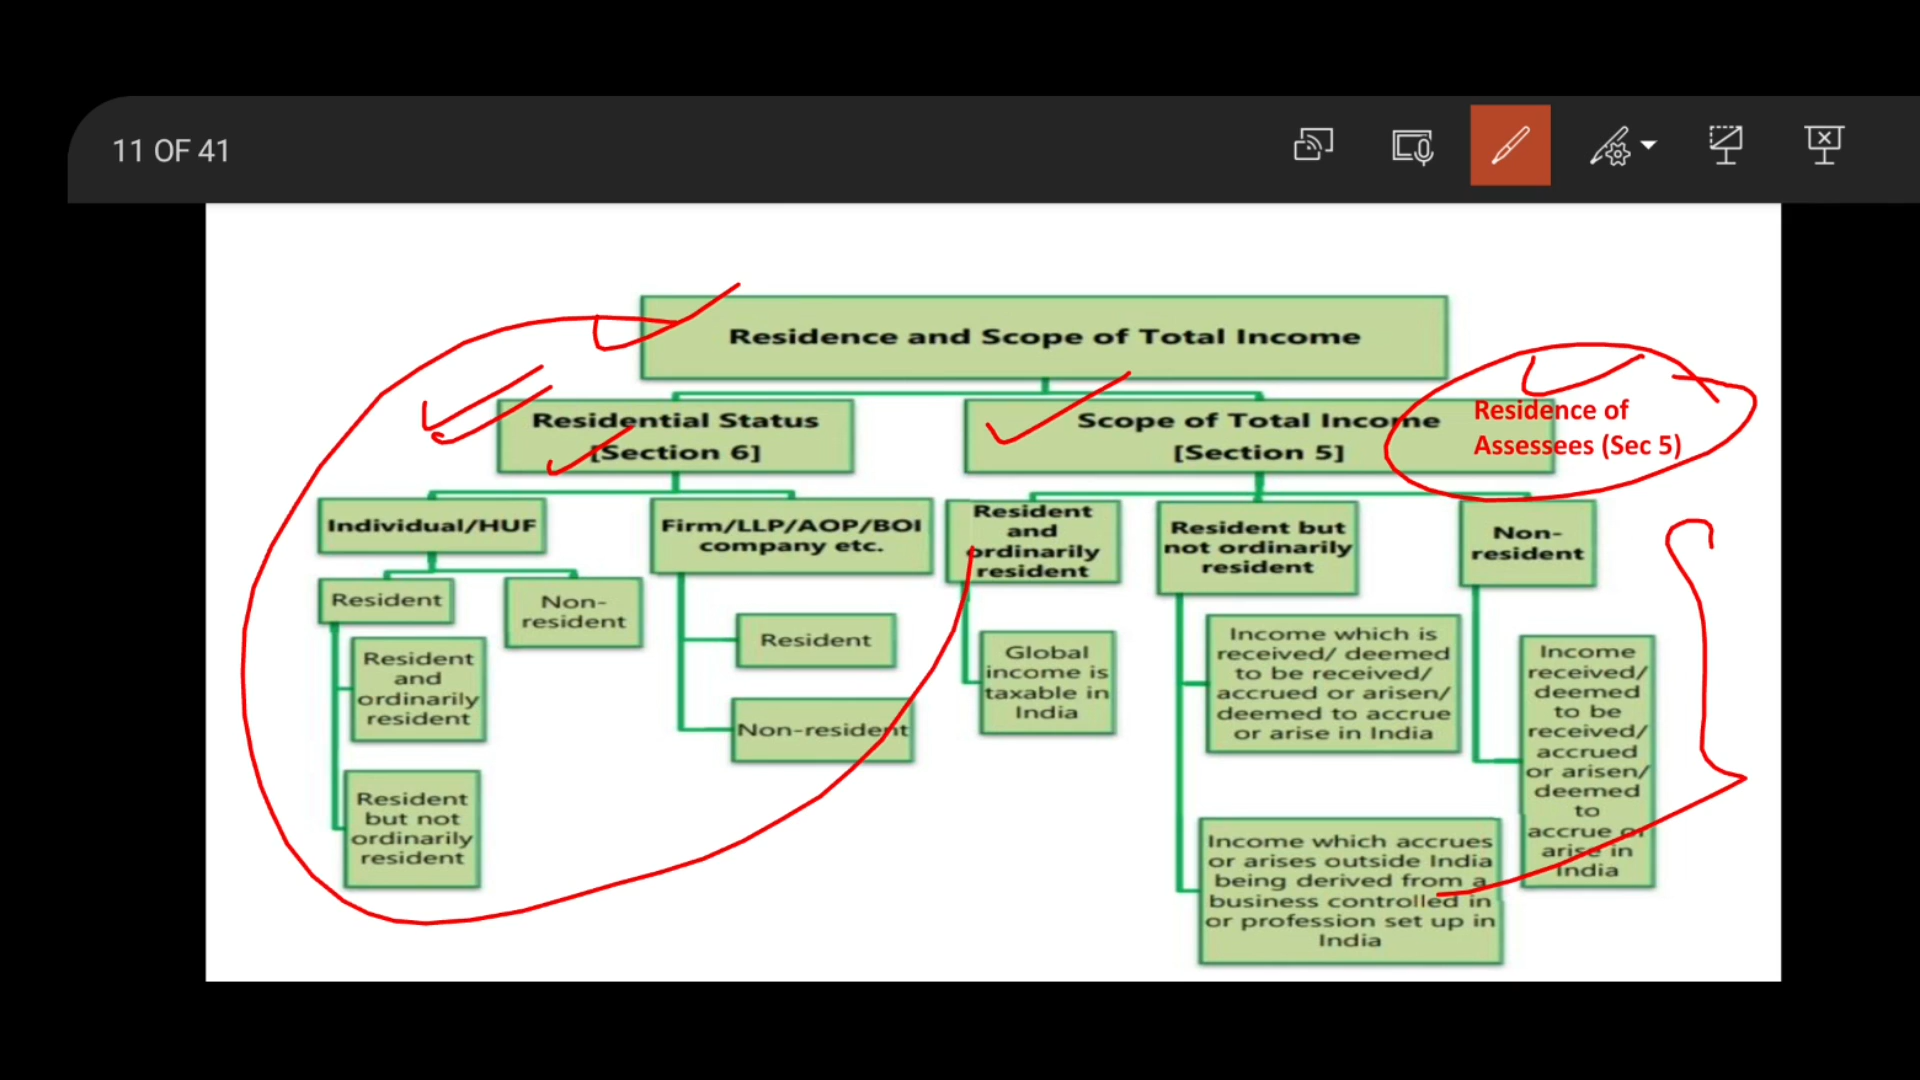 11 OF 41
Residence and Scope of Total Income
Residential Status
[Section 6]
Scope of Total Income
[Section 5]
Residence of
Assessees (Sec 5)
Individual/HUF
Firm/LLP/AOP/BOI
company etc.
Resident
and
ordinarily
resident
Resident but
not ordinarily
resident
Non-
resident
Resident
Non-
resident
Resident
and
ordinarily
resident
Resident
but not
ordinarily
resident
Resident
Non-resident
Global
income is
taxable in
India
Income which is
received/ deemed
to be received/
accrued or arisen/
deemed to accrue
or arise in India
Income which accrues
or arises outside India
being derived from a
business controlled in
or profession set up in
India
Income
received/
deemed
to be
received/
accrued
or arisen/
deemed
to
accrue or
arise in
India